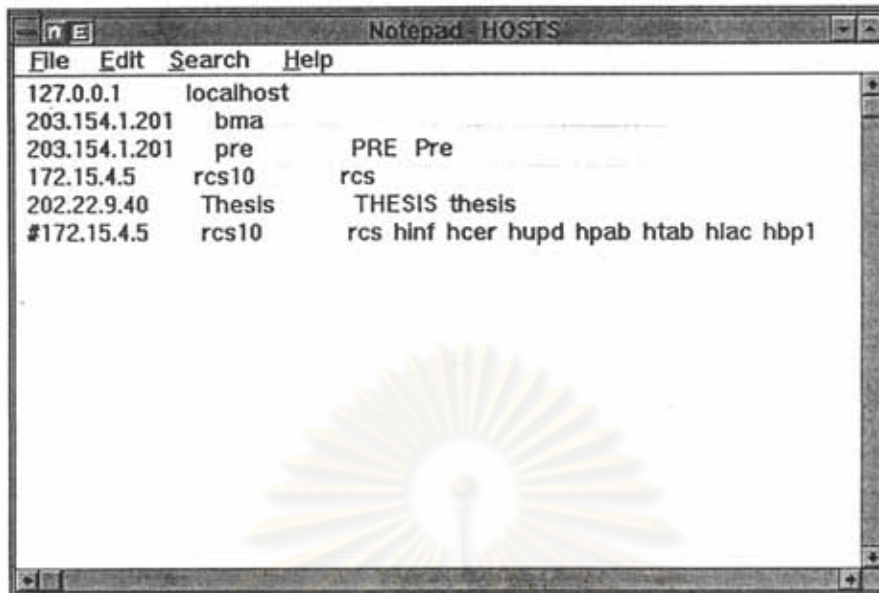 n E Notepad - HOSTS
File Edit Search Help
127.0.0.1 localhost
203.154.1.201 bma
203.154.1.201 pre PRE Pre
172.15.4.5 rcs10 rcs
202.22.9.40 Thesis THESIS thesis
#172.15.4.5 rcs10 rcs hinf hcer hupd hpab htab hlac hbp1